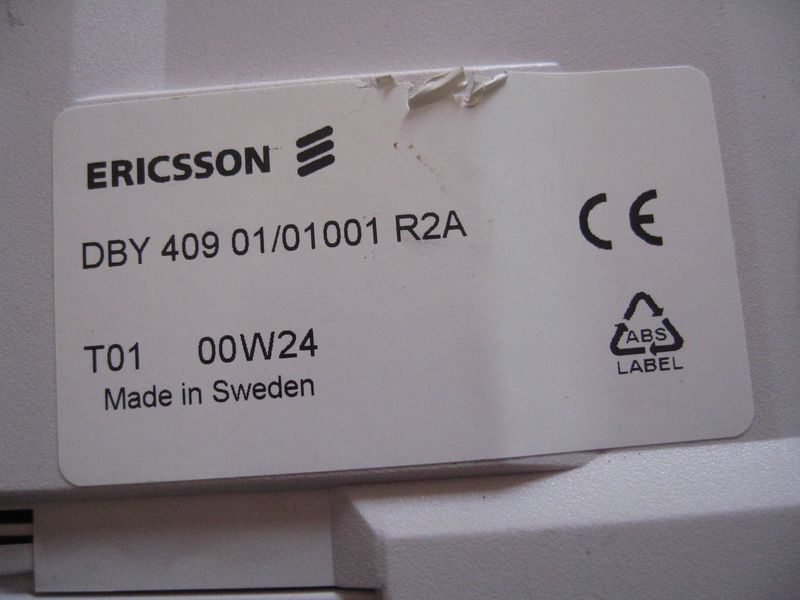 ERICSSON
DBY 409 01/01001 R2A
CE
T01 00W24
Made in Sweden
ABS
LABEL